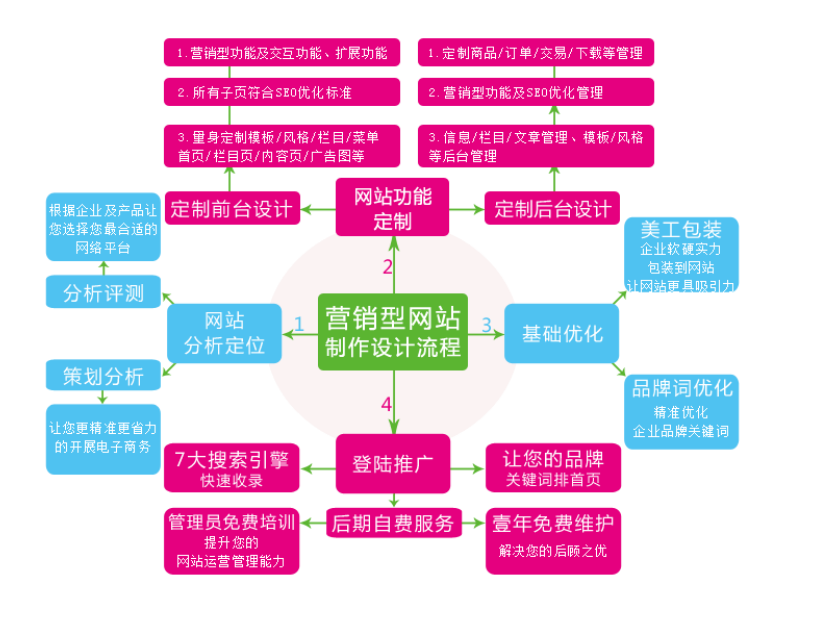 1.营销型功能及交互功能、扩展功能
2.所有子页符合SEO优化标准
3.量身定制模板/风格/栏目/菜单
首页/栏目页/内容页/广告图等
定制前台设计
1.定制商品/订单/交易/下载等管理
2.营销型功能及SEO优化管理
3.信息/栏目/文章管理、模板/风格
等后台管理
定制后台设计
网站功能
定制
根据企业及产品让
您选择您最合适的
网络平台
分析评测
网站
分析定位
策划分析
让您更精准更省力
的开展电子商务
1
2
3
4
营销型网站
制作设计流程
基础优化
美工包装
企业软硬实力
包装到网站
让网站更具吸引力
品牌词优化
精准优化
企业品牌关键词
7大搜索引擎
快速收录
登陆推广
让您的品牌
关键词排首页
管理员免费培训
提升您的
网站运营管理能力
后期自费服务
壹年免费维护
解决您的后顾之优